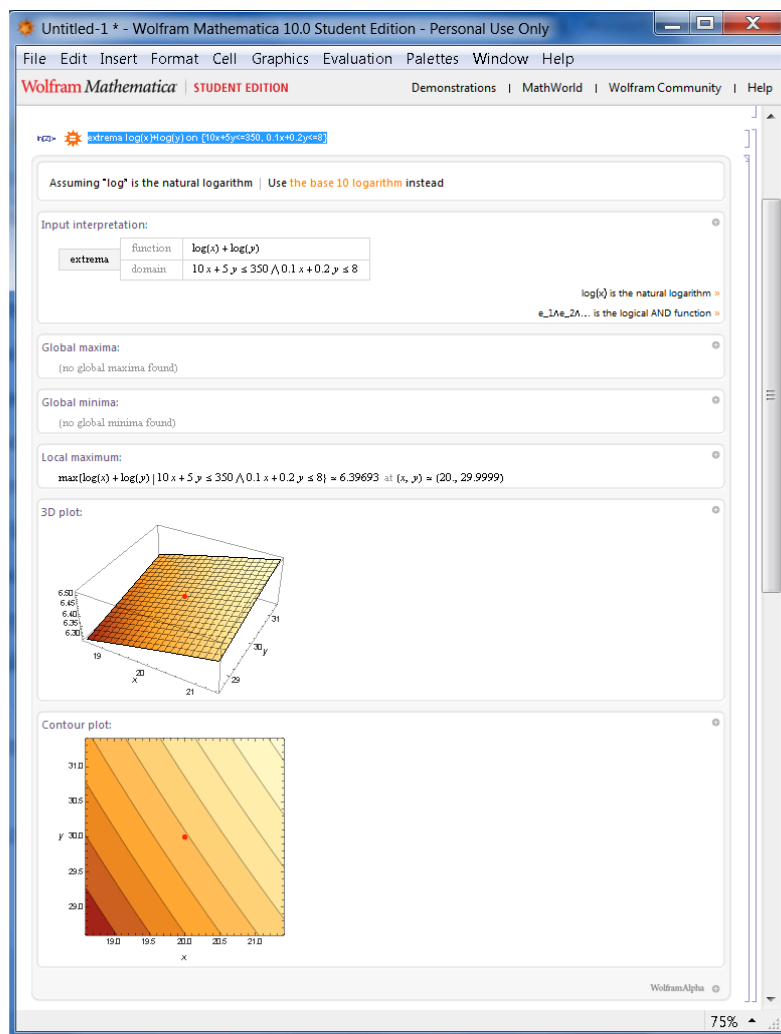 Untitled-1 * - Wolfram Mathematica 10.0 Student Edition - Personal Use Only
File Edit Insert Format Cell Graphics Evaluation Palettes Window Help
Wolfram Mathematica | STUDENT EDITION Demonstrations | MathWorld | Wolfram Community | Help
In[2]:= extrema log(x)+log(y) on {10x+5y<=350, 0.1x+0.2y<=8}
Assuming "log" is the natural logarithm | Use the base 10 logarithm instead
Input interpretation:
extrema
function log(x) + log(y)
domain 10 x + 5 y ≤ 350 ⋀ 0.1 x + 0.2 y ≤ 8
log(x) is the natural logarithm »
e_1∧e_2∧... is the logical AND function »
Global maxima:
(no global maxima found)
Global minima:
(no global minima found)
Local maximum:
max{log(x) + log(y) | 10 x + 5 y ≤ 350 ⋀ 0.1 x + 0.2 y ≤ 8} ≈ 6.39693 at (x, y) ≈ (20., 29.9999)
3D plot:
6.50
6.45
6.40
6.35
6.30
31
30
y
29
19
20
x
21
Contour plot:
31.0
30.5
y 30.0
29.5
29.0
19.0 19.5 20.0 20.5 21.0
x
WolframAlpha
75%